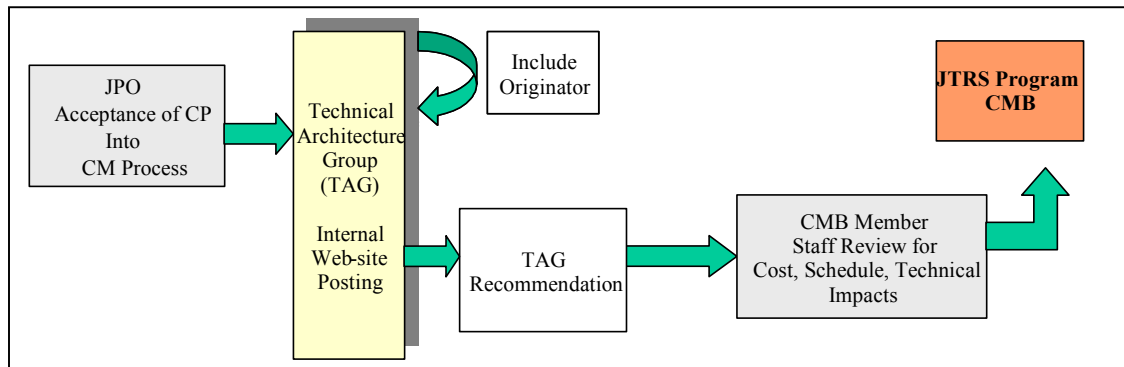 JPO
Acceptance of CP
Into
CM Process
Technical
Architecture
Group
(TAG)
Internal
Web-site
Posting
Include
Originator
TAG
Recommendation
CMB Member
Staff Review for
Cost, Schedule, Technical
Impacts
JTRS Program
CMB